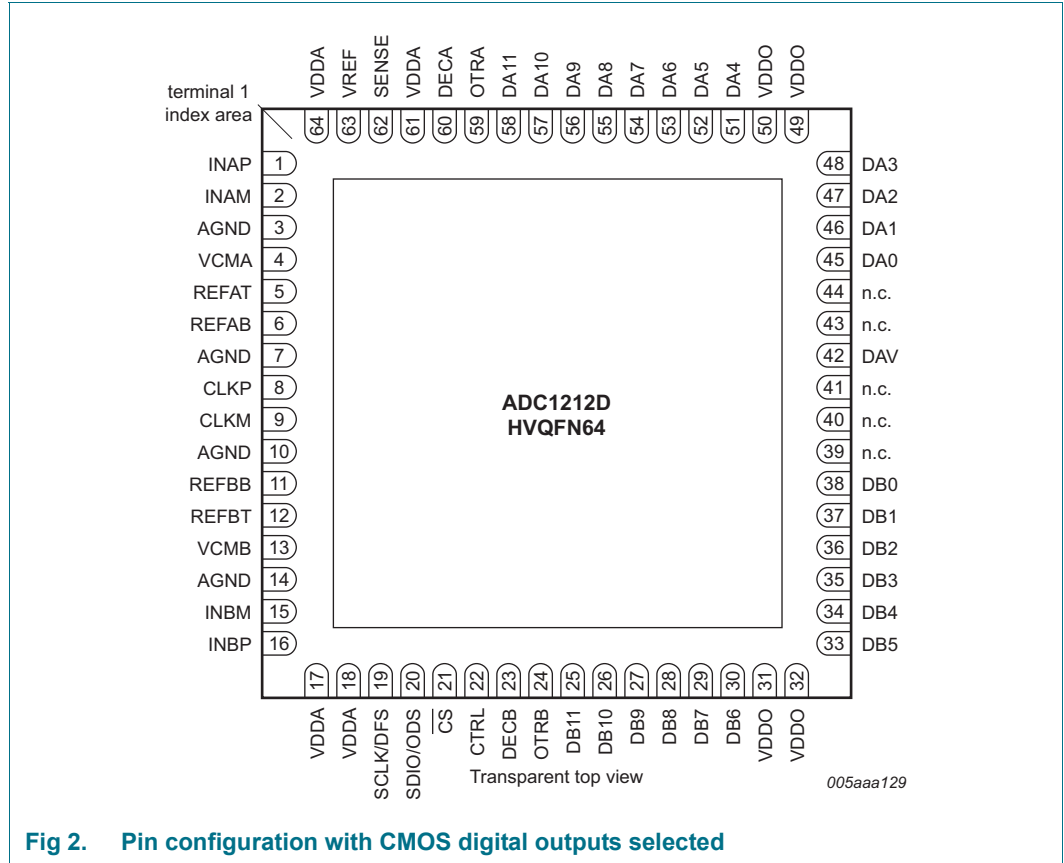 VDDA
VREF
SENSE
VDDA
DECA
OTRA
DA11
DA10
DA9
DA8
DA7
DA6
DA5
DA4
VDDO
VDDO
terminal 1
index area
64
63
62
61
60
59
58
57
56
55
54
53
52
51
50
49
INAP 1
INAM 2
AGND 3
VCMA 4
REFAT 5
REFAB 6
AGND 7
CLKP 8
CLKM 9
AGND 10
REFBB 11
REFBT 12
VCMB 13
AGND 14
INBM 15
INBP 16
ADC1212D
HVQFN64
48 DA3
47 DA2
46 DA1
45 DA0
44 n.c.
43 n.c.
42 DAV
41 n.c.
40 n.c.
39 n.c.
38 DB0
37 DB1
36 DB2
35 DB3
34 DB4
33 DB5
17
18
19
20
21
22
23
24
25
26
27
28
29
30
31
32
VDDA
VDDA
SCLK/DFS
SDIO/ODS
CS
CTRL
DECB
OTRB
DB11
DB10
DB9
DB8
DB7
DB6
VDDO
VDDO
Transparent top view
005aaa129
Fig 2. Pin configuration with CMOS digital outputs selected